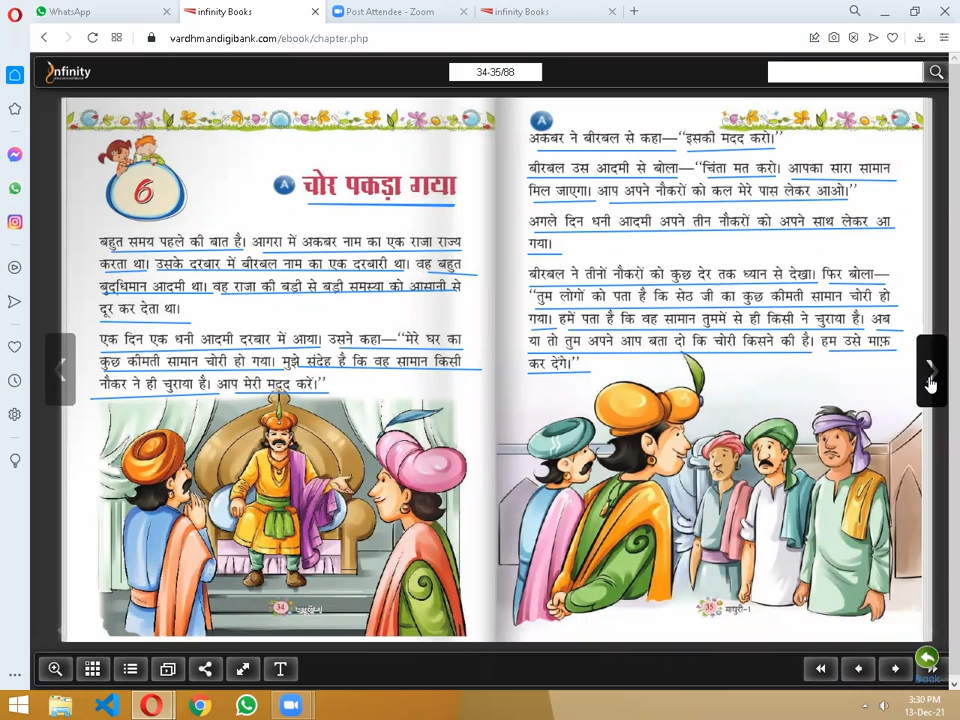 WhatsApp
infinity Books
Post Attendee - Zoom
infinity Books
vardhmandigibank.com/ebook/chapter.php
infinity
34-35/88
6
A
चोर पकड़ा गया
बहुत समय पहले की बात है। आगरा में अकबर नाम का एक राजा राज्य
करता था। उसके दरबार में बीरबल नाम का एक दरबारी था। वह बहुत
बुद्धिमान आदमी था। वह राजा की बड़ी से बड़ी समस्या को आसानी से
दूर कर देता था।
एक दिन एक धनी आदमी दरबार में आया। उसने कहा—“मेरे घर का
कुछ कीमती सामान चोरी हो गया। मुझे संदेह है कि वह सामान किसी
नौकर ने ही चुराया है। आप मेरी मदद करें।”
34
A
अकबर ने बीरबल से कहा—“इसकी मदद करो।”
बीरबल उस आदमी से बोला—“चिंता मत करो। आपका सारा सामान
मिल जाएगा। आप अपने नौकरों को कल मेरे पास लेकर आओ।”
अगले दिन धनी आदमी अपने तीन नौकरों को अपने साथ लेकर आ
गया।
बीरबल ने तीनों नौकरों को कुछ देर तक ध्यान से देखा। फिर बोला—
“तुम लोगों को पता है कि सेठ जी का कुछ कीमती सामान चोरी हो
गया। हमें पता है कि वह सामान तुममें से ही किसी ने चुराया है। अब
या तो तुम अपने आप बता दो कि चोरी किसने की है। हम उसे माफ़
कर देंगे।”
35
माधुरी-1
T
Back
3:30 PM
13-Dec-21